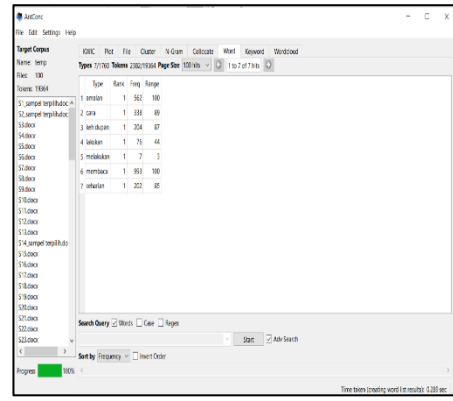 AntConc
File Edit Settings Help
Target Corpus
Name: temp
Files: 100
Tokens: 19364
S1_sampel terpilih.doc
S2_sampel terpilih.doc
S3.docx
S4.docx
S5.docx
S6.docx
S7.docx
S8.docx
S9.docx
S10.docx
S11.docx
S12.docx
S13.docx
S14_sampel terpilih.do
S15.docx
S16.docx
S17.docx
S18.docx
S19.docx
S20.docx
S21.docx
S22.docx
S23.docx
Progress 100%
KWIC Plot File Cluster N-Gram Collocate Word Keyword Wordcloud
Types 7/1760 Tokens 2382/19364 Page Size 100 hits 1 to 7 of 7 hits
Type Rank Freq Range
1 amalan 1 562 100
2 cara 1 338 89
3 kehidupan 1 204 87
4 lakukan 1 76 44
5 melakukan 1 7 3
6 membaca 1 993 100
7 seharian 1 202 85
Search Query Words Case Regex
Start Adv Search
Sort by Frequency Invert Order
Time taken (creating word list results): 0.289 sec